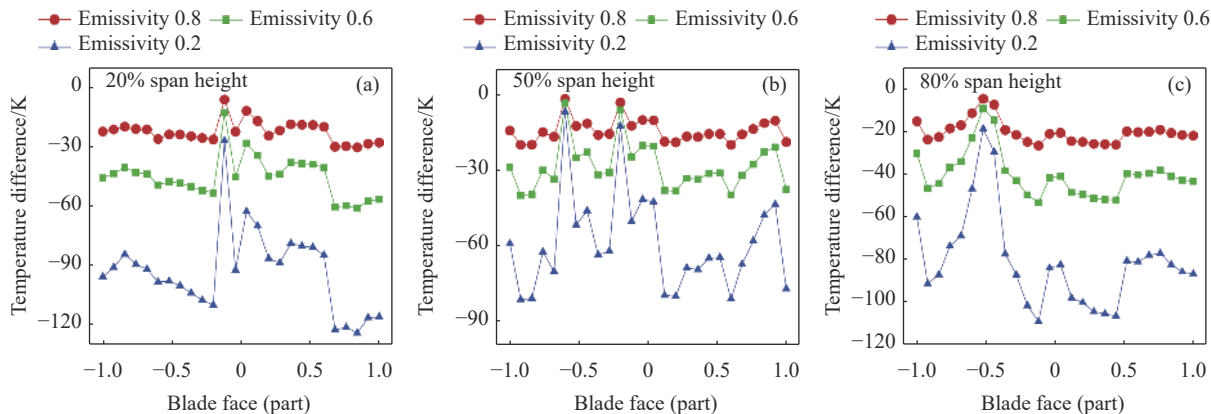 Emissivity 0.8 Emissivity 0.6
Emissivity 0.2
20% span height (a)
Temperature difference/K
0
−30
−60
−90
−120
−1.0 −0.5 0 0.5 1.0
Blade face (part)
Emissivity 0.8 Emissivity 0.6
Emissivity 0.2
50% span height (b)
Temperature difference/K
0
−30
−60
−90
−1.0 −0.5 0 0.5 1.0
Blade face (part)
Emissivity 0.8 Emissivity 0.6
Emissivity 0.2
80% span height (c)
Temperature difference/K
0
−20
−40
−60
−80
−100
−120
−1.0 −0.5 0 0.5 1.0
Blade face (part)